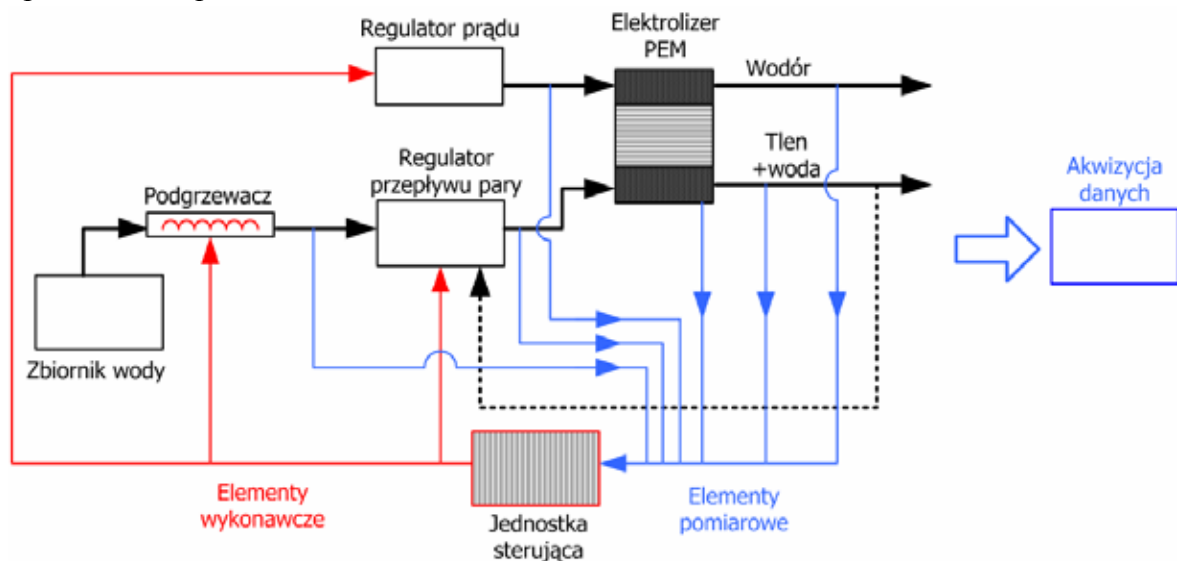 Regulator prądu
Elektrolizer
PEM
Wodór
Regulator
przepływu pary
Tlen
+woda
Akwizycja
danych
Podgrzewacz
Zbiornik wody
Elementy
wykonawcze
Jednostka
sterująca
Elementy
pomiarowe